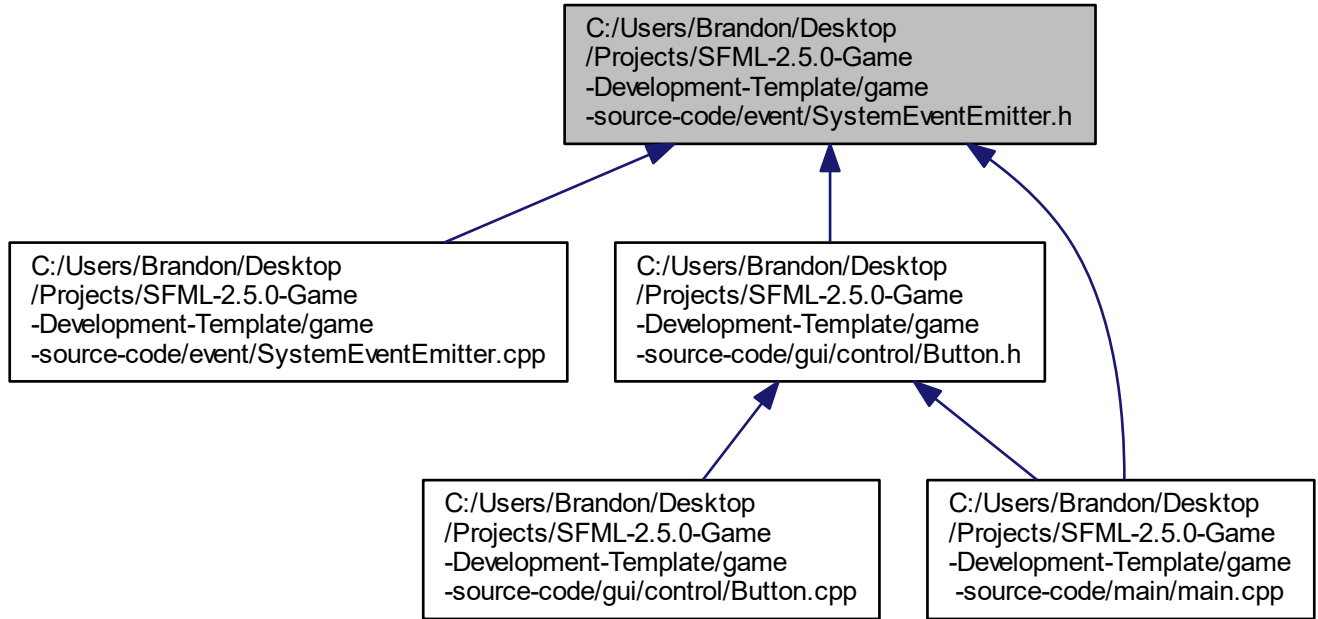 C:/Users/Brandon/Desktop
/Projects/SFML-2.5.0-Game
-Development-Template/game
-source-code/event/SystemEventEmitter.h
C:/Users/Brandon/Desktop
/Projects/SFML-2.5.0-Game
-Development-Template/game
-source-code/event/SystemEventEmitter.cpp
C:/Users/Brandon/Desktop
/Projects/SFML-2.5.0-Game
-Development-Template/game
-source-code/gui/control/Button.h
C:/Users/Brandon/Desktop
/Projects/SFML-2.5.0-Game
-Development-Template/game
-source-code/gui/control/Button.cpp
C:/Users/Brandon/Desktop
/Projects/SFML-2.5.0-Game
-Development-Template/game
-source-code/main/main.cpp